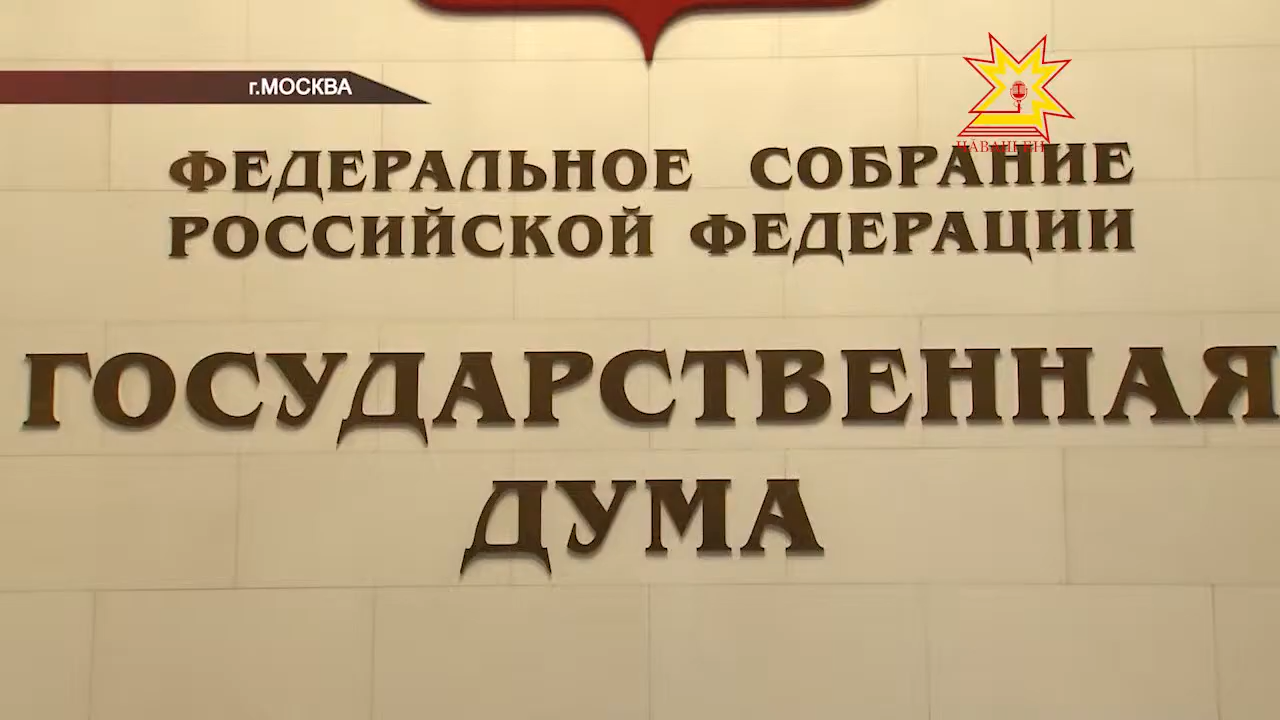 г.МОСКВА
ФЕДЕРАЛЬНОЕ СОБРАНИЕ
РОССИЙСКОЙ ФЕДЕРАЦИИ
ГОСУДАРСТВЕННАЯ
ДУМА